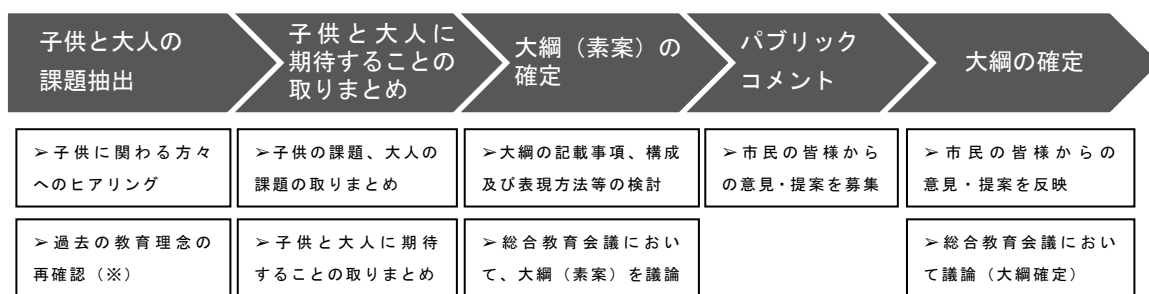 子供と大人の
課題抽出
子供と大人に
期待することの
取りまとめ
大綱（素案）の
確定
パブリック
コメント
大綱の確定
➢子供に関わる方々
へのヒアリング
➢子供の課題、大人の
課題の取りまとめ
➢大綱の記載事項、構成
及び表現方法等の検討
➢市民の皆様から
の意見・提案を募集
➢市民の皆様からの
意見・提案を反映
➢過去の教育理念の
再確認（※）
➢子供と大人に期待
することの取りまとめ
➢総合教育会議におい
て、大綱（素案）を議論
➢総合教育会議におい
て議論（大綱確定）